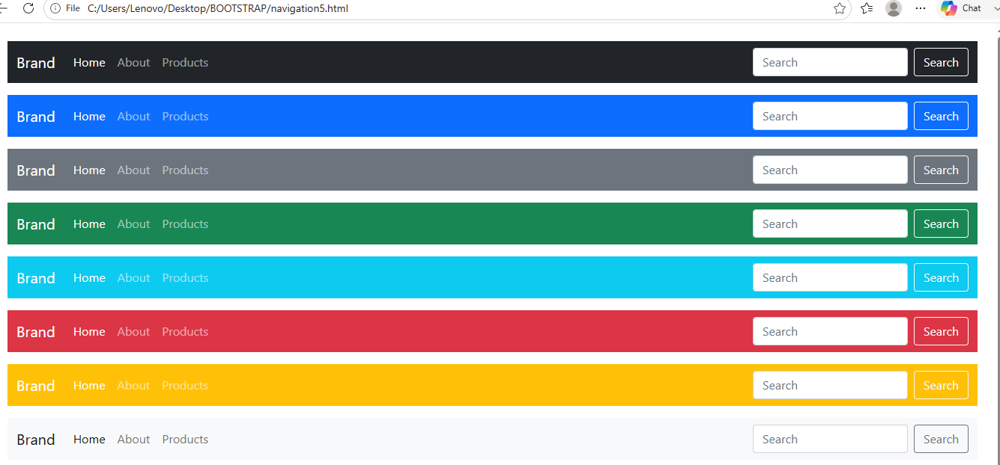 File C:/Users/Lenovo/Desktop/BOOTSTRAP/navigation5.html Chat
Brand Home About Products Search Search
Brand Home About Products Search Search
Brand Home About Products Search Search
Brand Home About Products Search Search
Brand Home About Products Search Search
Brand Home About Products Search Search
Brand Home About Products Search Search
Brand Home About Products Search Search